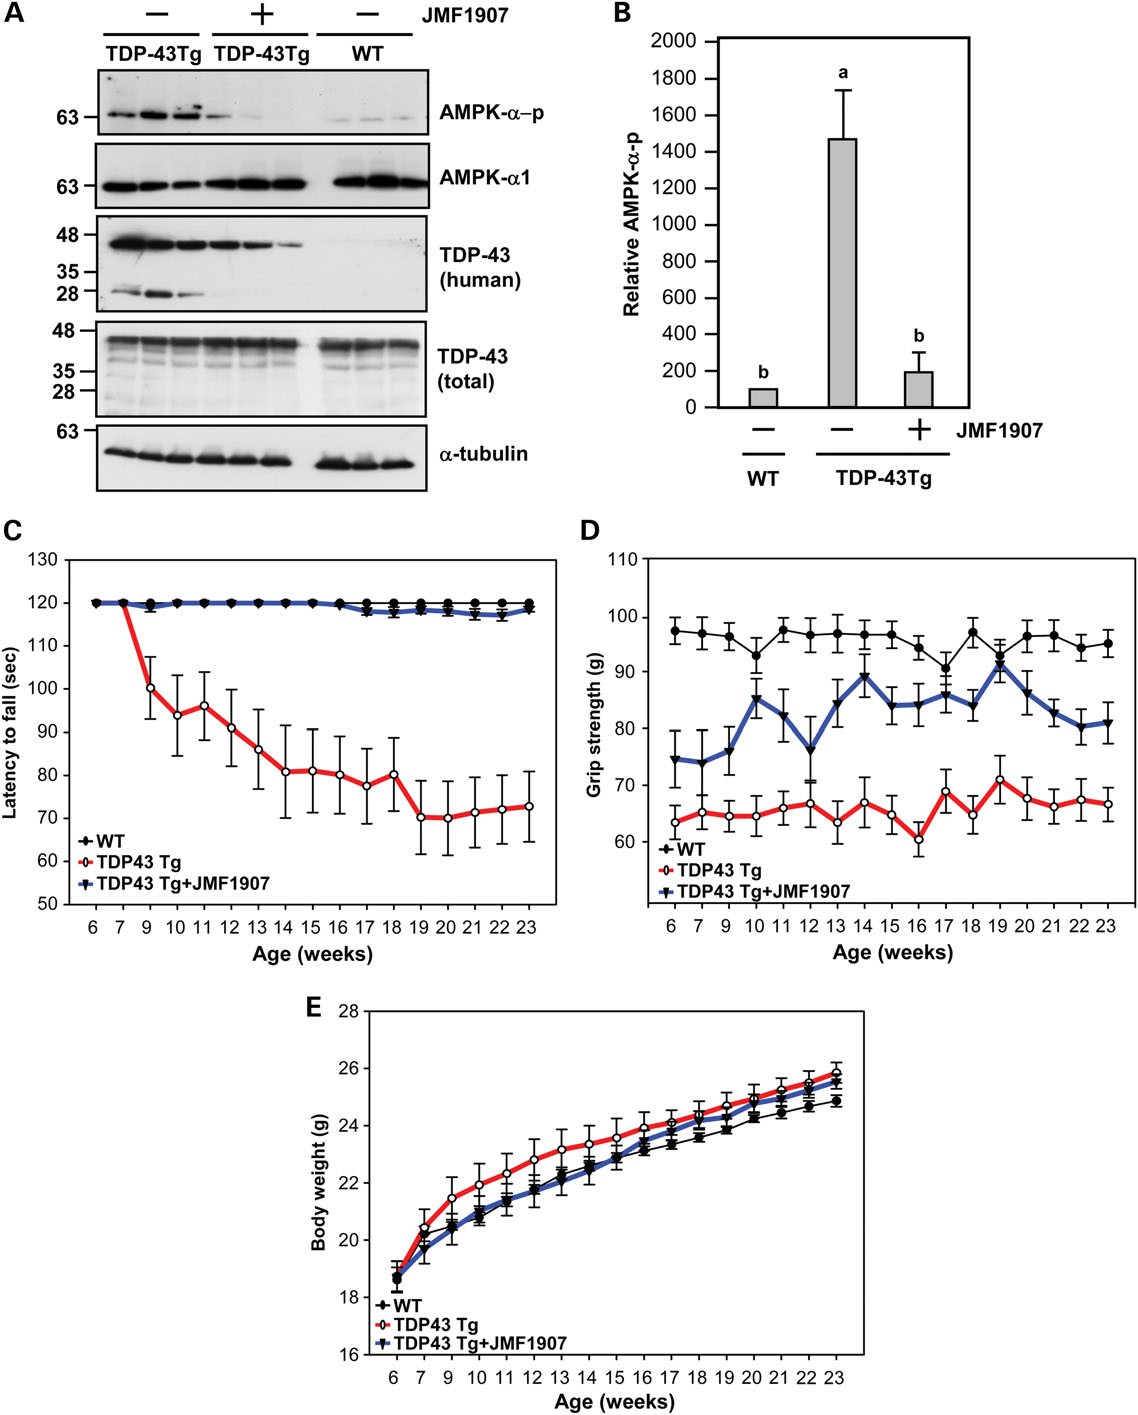 A
− + − JMF1907
TDP-43Tg TDP-43Tg WT
63 AMPK-α−p
63 AMPK-α1
48
35
28
TDP-43
(human)
48
35
28
TDP-43
(total)
63
α-tubulin
B
2000
1800
1600
1400
1200
1000
800
600
400
200
0
Relative AMPK-α-p
b a b
− − + JMF1907
WT TDP-43Tg
C
130
120
110
100
90
80
70
60
50
Latency to fall (sec)
WT
TDP43 Tg
TDP43 Tg+JMF1907
6 7 9 10 11 12 13 14 15 16 17 18 19 20 21 22 23
Age (weeks)
D
110
100
90
80
70
60
Grip strength (g)
WT
TDP43 Tg
TDP43 Tg+JMF1907
6 7 9 10 11 12 13 14 15 16 17 18 19 20 21 22 23
Age (weeks)
E
28
26
24
22
20
18
16
Body weight (g)
WT
TDP43 Tg
TDP43 Tg+JMF1907
6 7 9 10 11 12 13 14 15 16 17 18 19 20 21 22 23
Age (weeks)